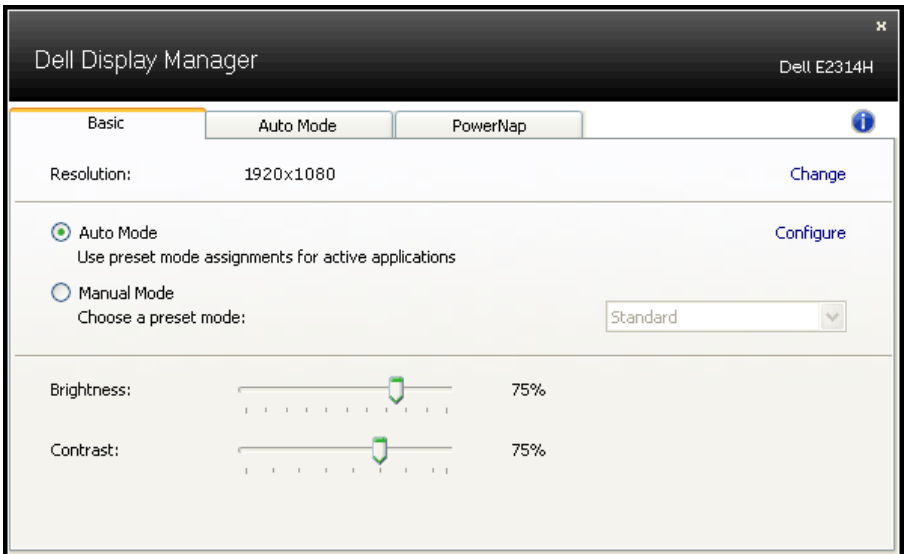 x
Dell Display Manager
Dell E2314H
Basic Auto Mode PowerNap i
Resolution: 1920x1080 Change
Auto Mode Configure
Use preset mode assignments for active applications
Manual Mode
Choose a preset mode: Standard
Brightness: 75%
Contrast: 75%